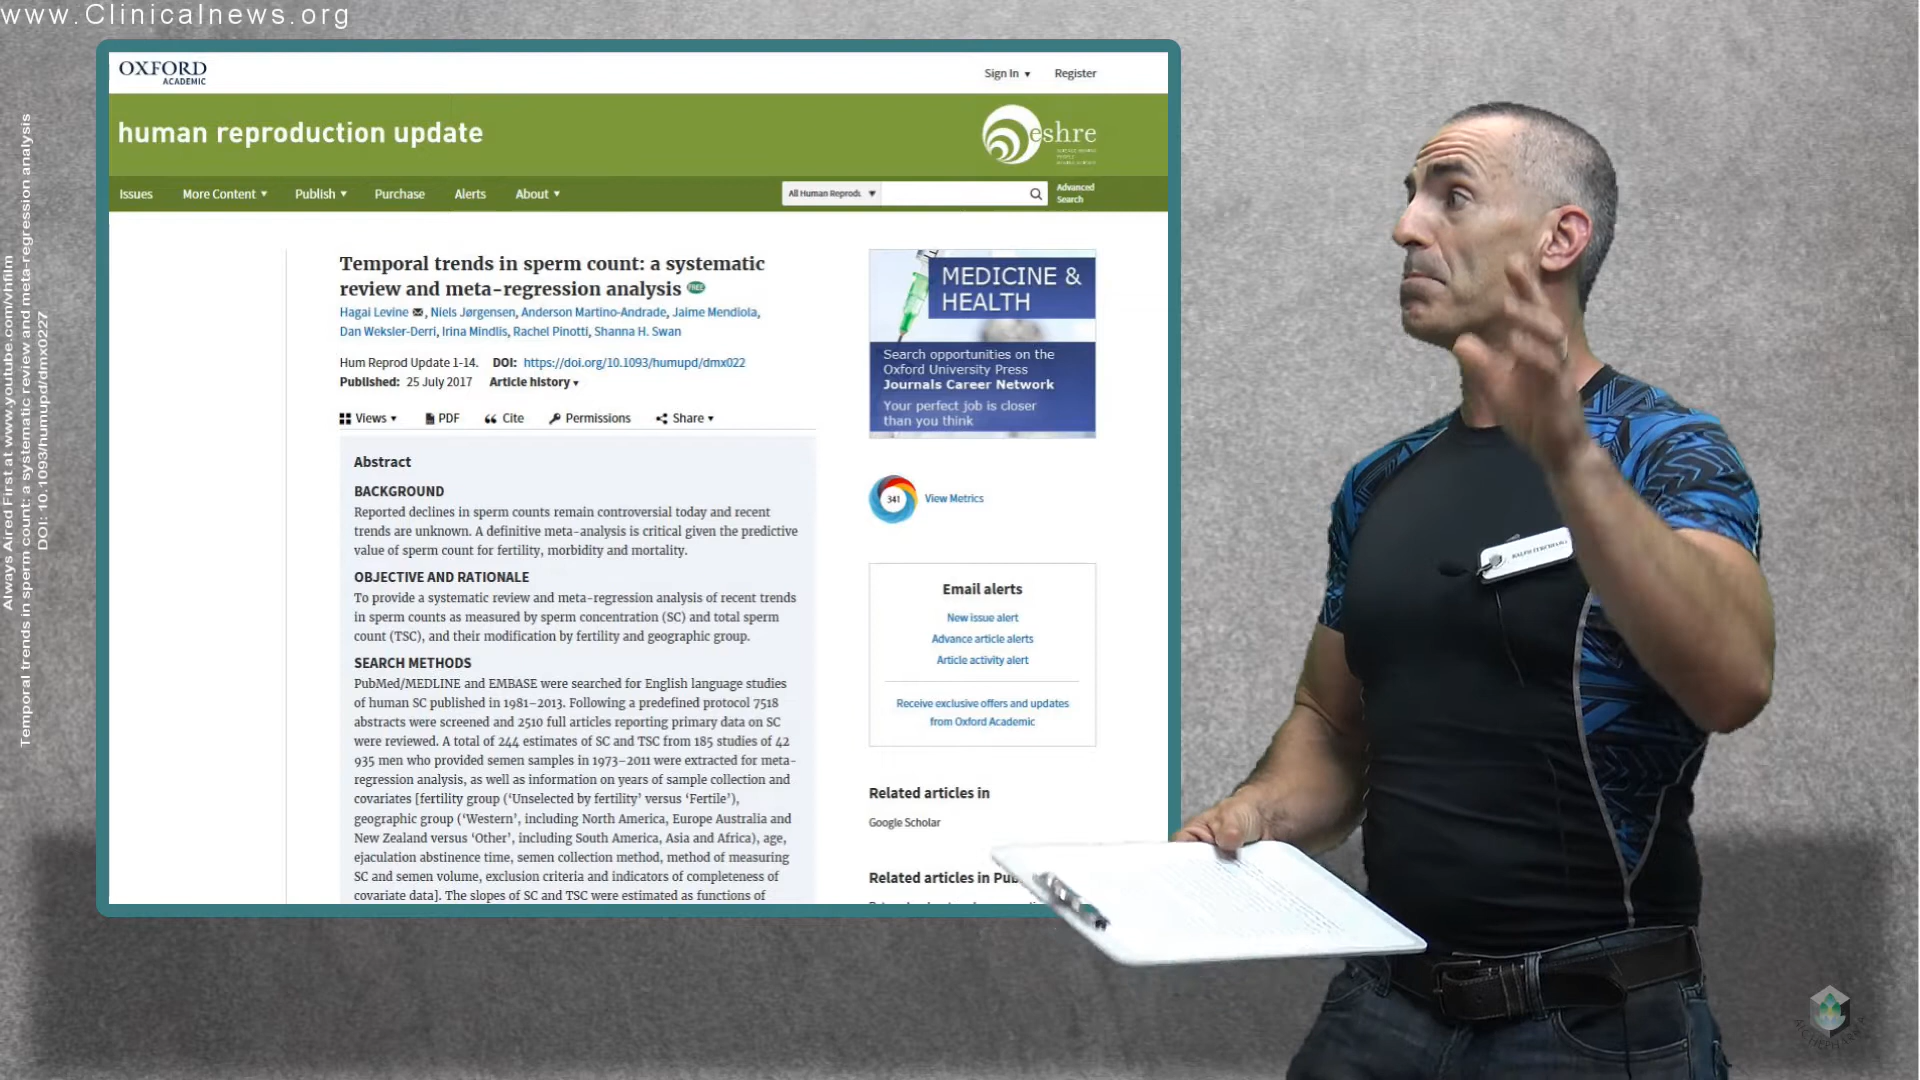 www.Clinicalnews.org
Always Aired First at www.youtube.com/vhfilm
Temporal trends in sperm count: a systematic review and meta-regression analysis
DOI: 10.1093/humupd/dmx0227
OXFORD
ACADEMIC
Sign In
Register
human reproduction update
eshre
Issues
More Content
Publish
Purchase
Alerts
About
All Human Reprodu
Advanced
Search
Temporal trends in sperm count: a systematic
review and meta-regression analysis FREE
Hagai Levine, Niels Jørgensen, Anderson Martino-Andrade, Jaime Mendiola,
Dan Weksler-Derri, Irina Mindlis, Rachel Pinotti, Shanna H. Swan
Hum Reprod Update 1-14. DOI: https://doi.org/10.1093/humupd/dmx022
Published: 25 July 2017 Article history
Views
PDF
Cite
Permissions
Share
Abstract
BACKGROUND
Reported declines in sperm counts remain controversial today and recent
trends are unknown. A definitive meta-analysis is critical given the predictive
value of sperm count for fertility, morbidity and mortality.
OBJECTIVE AND RATIONALE
To provide a systematic review and meta-regression analysis of recent trends
in sperm counts as measured by sperm concentration (SC) and total sperm
count (TSC), and their modification by fertility and geographic group.
SEARCH METHODS
PubMed/MEDLINE and EMBASE were searched for English language studies
of human SC published in 1981–2013. Following a predefined protocol 7518
abstracts were screened and 2510 full articles reporting primary data on SC
were reviewed. A total of 244 estimates of SC and TSC from 185 studies of 42
935 men who provided semen samples in 1973–2011 were extracted for meta-
regression analysis, as well as information on years of sample collection and
covariates [fertility group ('Unselected by fertility' versus 'Fertile'),
geographic group ('Western', including North America, Europe Australia and
New Zealand versus 'Other', including South America, Asia and Africa), age,
ejaculation abstinence time, semen collection method, method of measuring
SC and semen volume, exclusion criteria and indicators of completeness of
covariate data]. The slopes of SC and TSC were estimated as functions of
MEDICINE &
HEALTH
Search opportunities on the
Oxford University Press
Journals Career Network
Your perfect job is closer
than you think
341
View Metrics
Email alerts
New issue alert
Advance article alerts
Article activity alert
Receive exclusive offers and updates
from Oxford Academic
Related articles in
Google Scholar
Related articles in